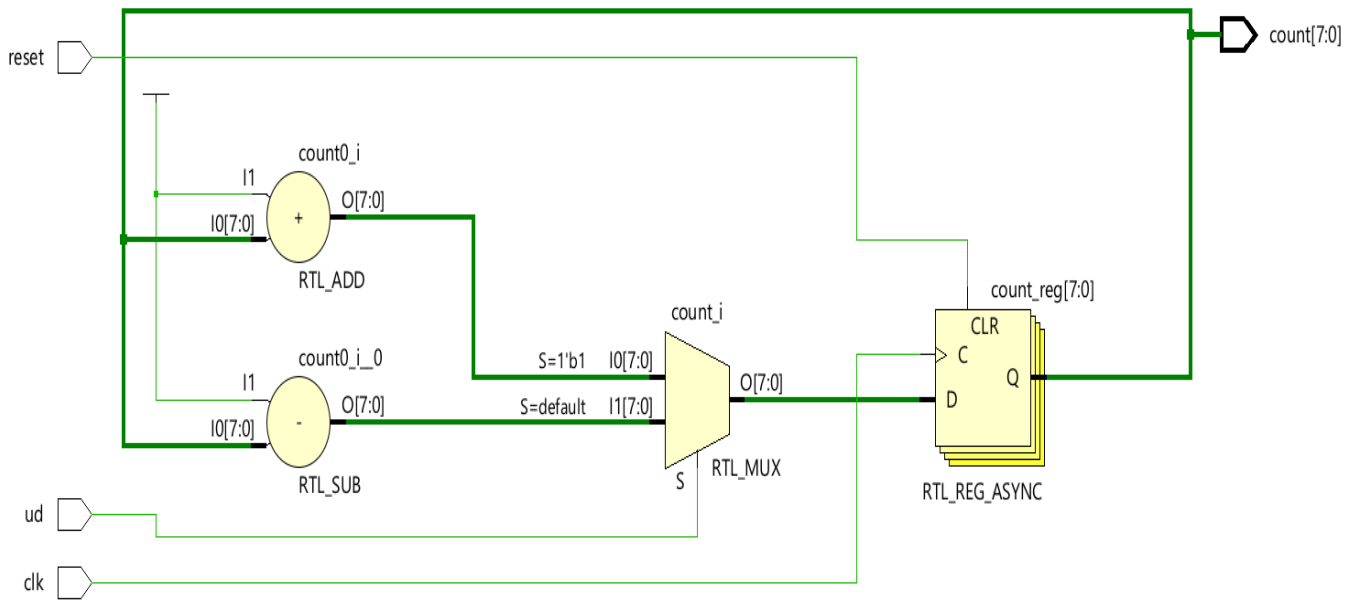 count[7:0]
reset
count0_i
I1
O[7:0]
+
I0[7:0]
RTL_ADD
count_reg[7:0]
count_i
CLR
count0_i__0
S=1'b1 I0[7:0]
C
I1
O[7:0]
Q
O[7:0]
S=default I1[7:0]
D
I0[7:0]
-
RTL_MUX
S
RTL_SUB
RTL_REG_ASYNC
ud
clk